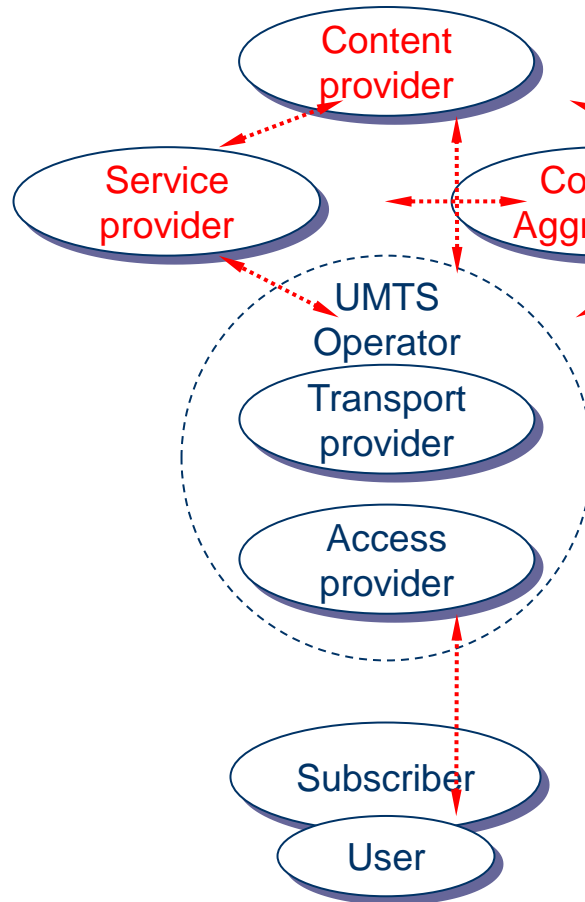 Content
provider
Service
provider
UMTS
Operator
Transport
provider
Access
provider
Subscriber
User